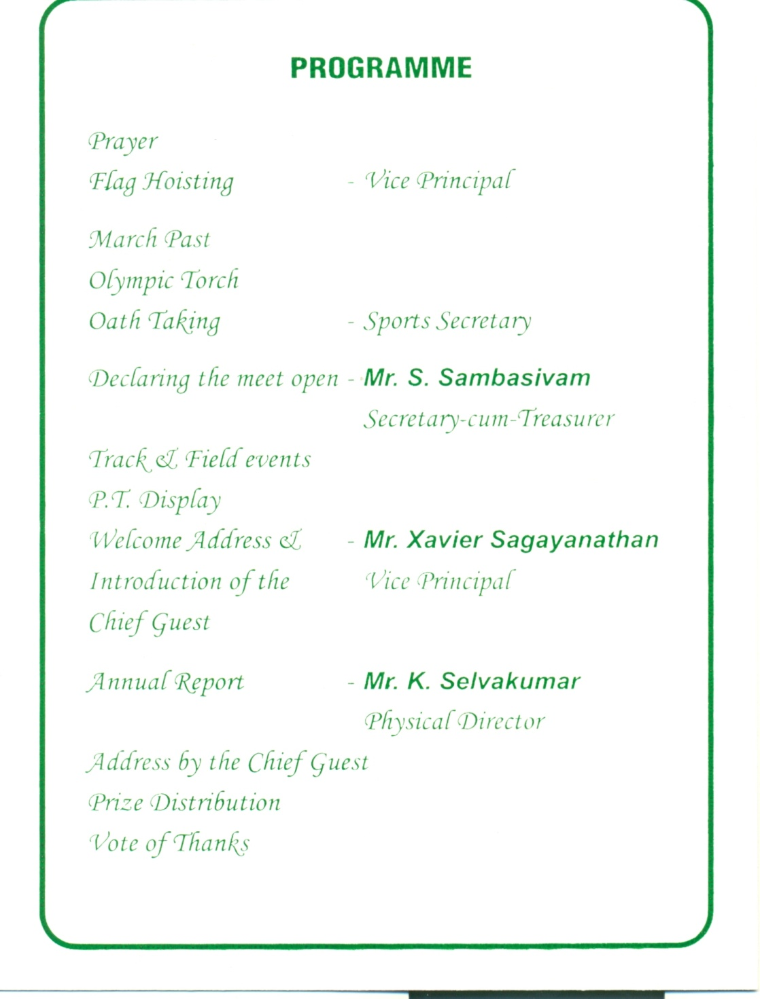 PROGRAMME
Prayer
Flag Hoisting - Vice Principal
March Past
Olympic Torch
Oath Taking - Sports Secretary
Declaring the meet open - Mr. S. Sambasivam
Secretary-cum-Treasurer
Track & Field events
P.T. Display
Welcome Address & - Mr. Xavier Sagayanathan
Introduction of the Vice Principal
Chief Guest
Annual Report - Mr. K. Selvakumar
Physical Director
Address by the Chief Guest
Prize Distribution
Vote of Thanks